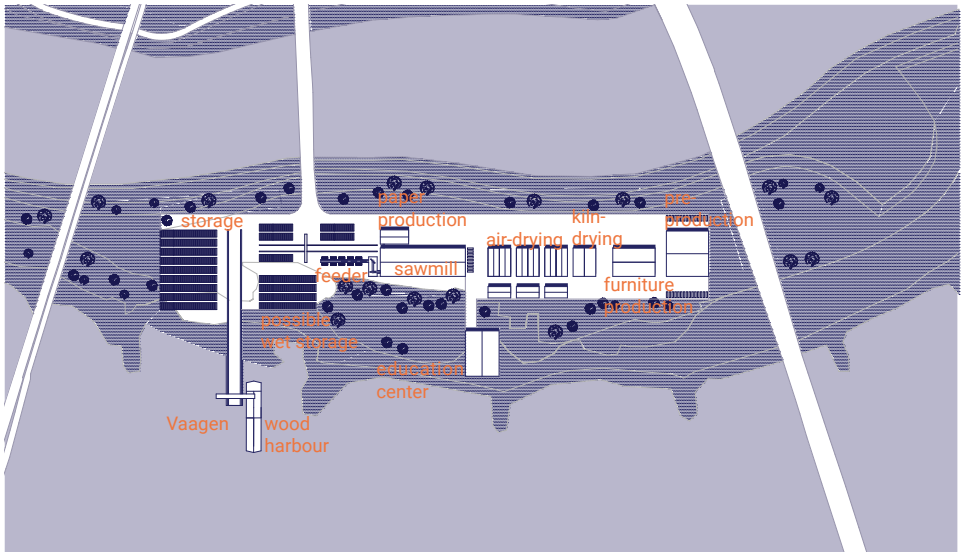 storage
paper
production
kiln-
drying
pre-
production
air-drying
feeder
sawmill
furniture
production
possible
wet storage
education
center
Vaagen
wood
harbour